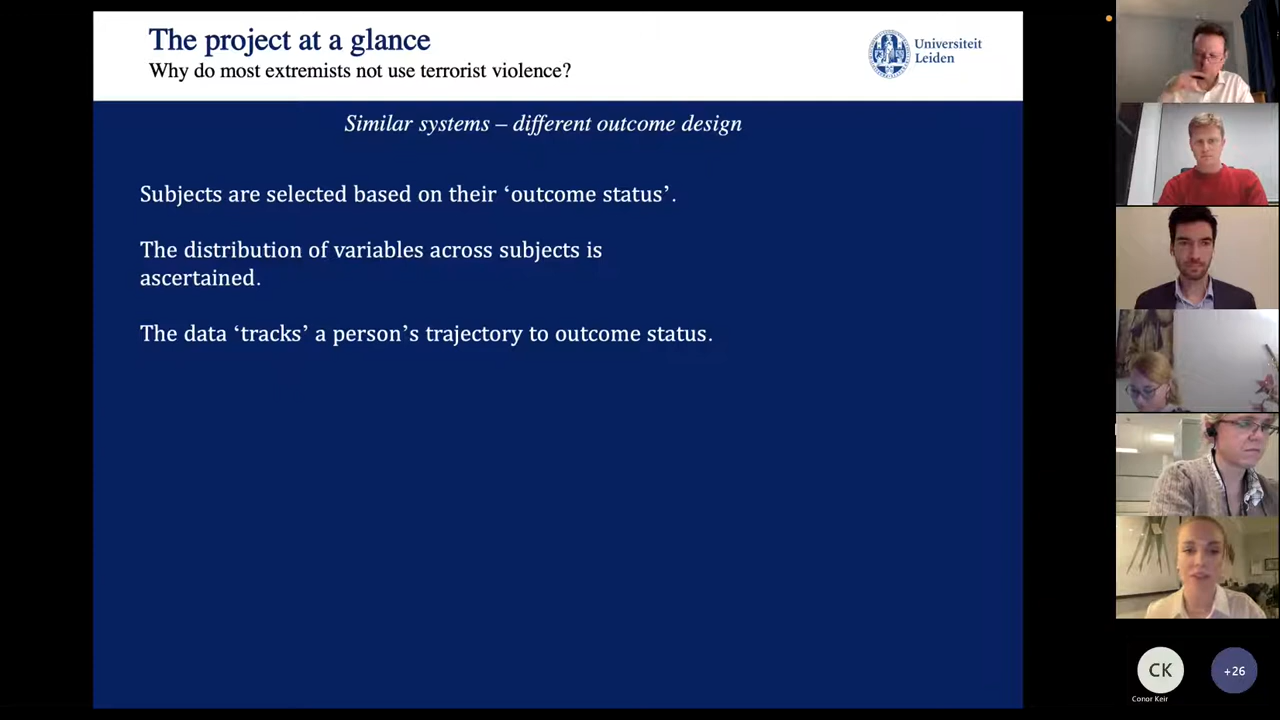 The project at a glance
Why do most extremists not use terrorist violence?
Universiteit
Leiden
Similar systems – different outcome design
Subjects are selected based on their ‘outcome status’.
The distribution of variables across subjects is
ascertained.
The data ‘tracks’ a person’s trajectory to outcome status.
CK
+26
Conor Keir